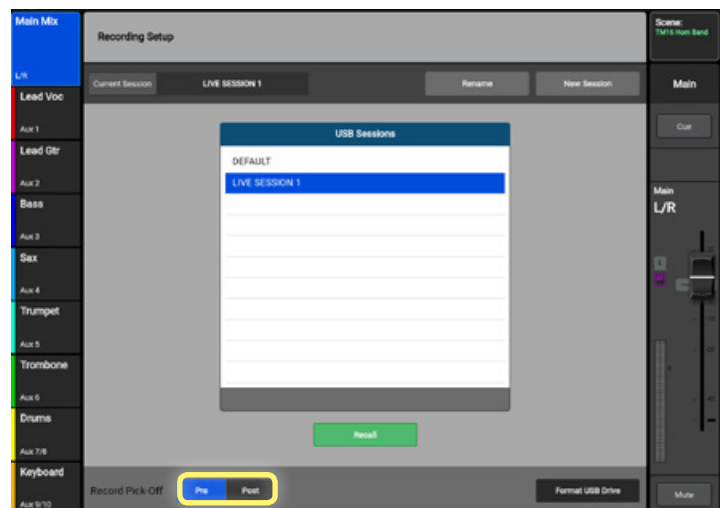 Main Mix
L/R
Lead Voc
Aux 1
Lead Gtr
Aux 2
Bass
Aux 3
Sax
Aux 4
Trumpet
Aux 5
Trombone
Aux 6
Drums
Aux 7/8
Keyboard
Aux 9/10
Recording Setup
Current Session LIVE SESSION 1 Rename New Session
USB Sessions
DEFAULT
LIVE SESSION 1
Recall
Record Pick-Off Pre Post Format USB Drive
Scene:
TM16 Horn Band
Main
Cue
Main
L/R
Mute